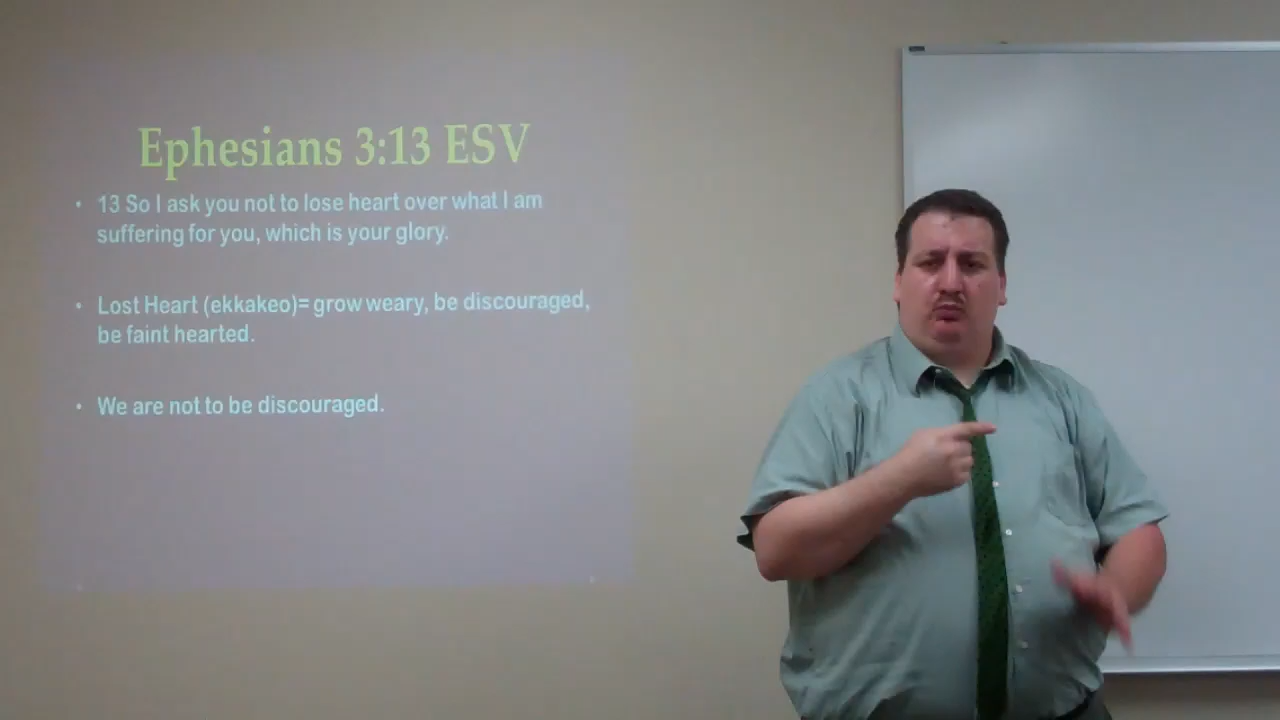 Ephesians 3:13 ESV
• 13 So I ask you not to lose heart over what I am
suffering for you, which is your glory.
• Lost Heart (ekkakeo)= grow weary, be discouraged,
be faint hearted.
• We are not to be discouraged.